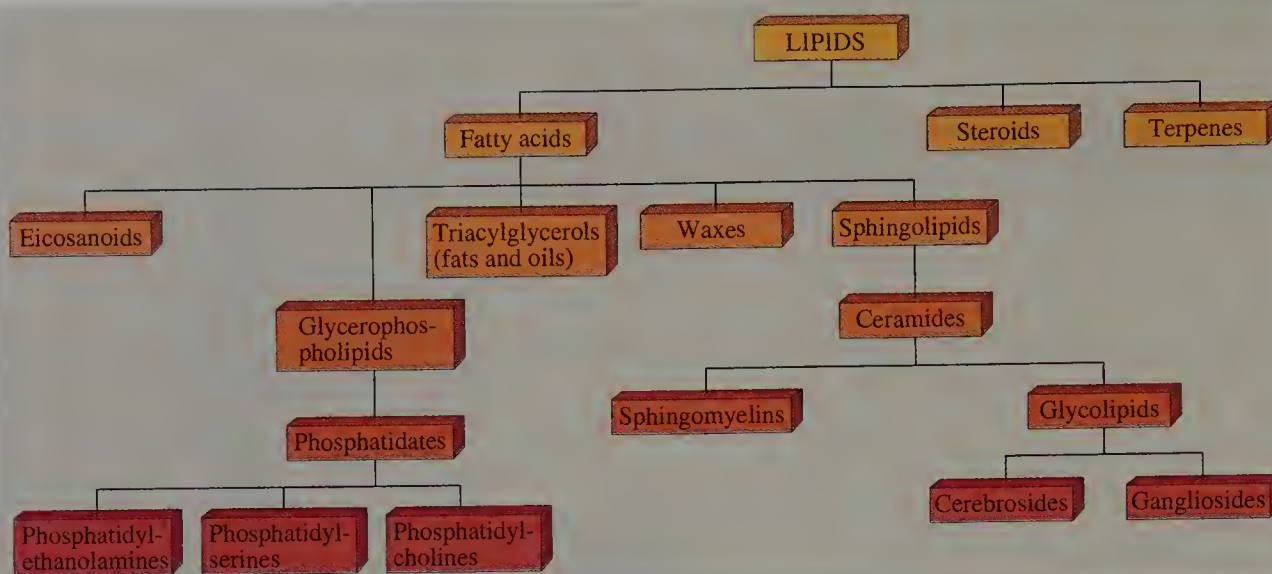 LIPIDS
Fatty acids
Steroids
Terpenes
Eicosanoids
Triacylglycerols
(fats and oils)
Waxes
Sphingolipids
Glycerophos-
pholipids
Ceramides
Sphingomyelins
Glycolipids
Phosphatidates
Cerebrosides
Gangliosides
Phosphatidyl-
ethanolamines
Phosphatidyl-
serines
Phosphatidyl-
cholines